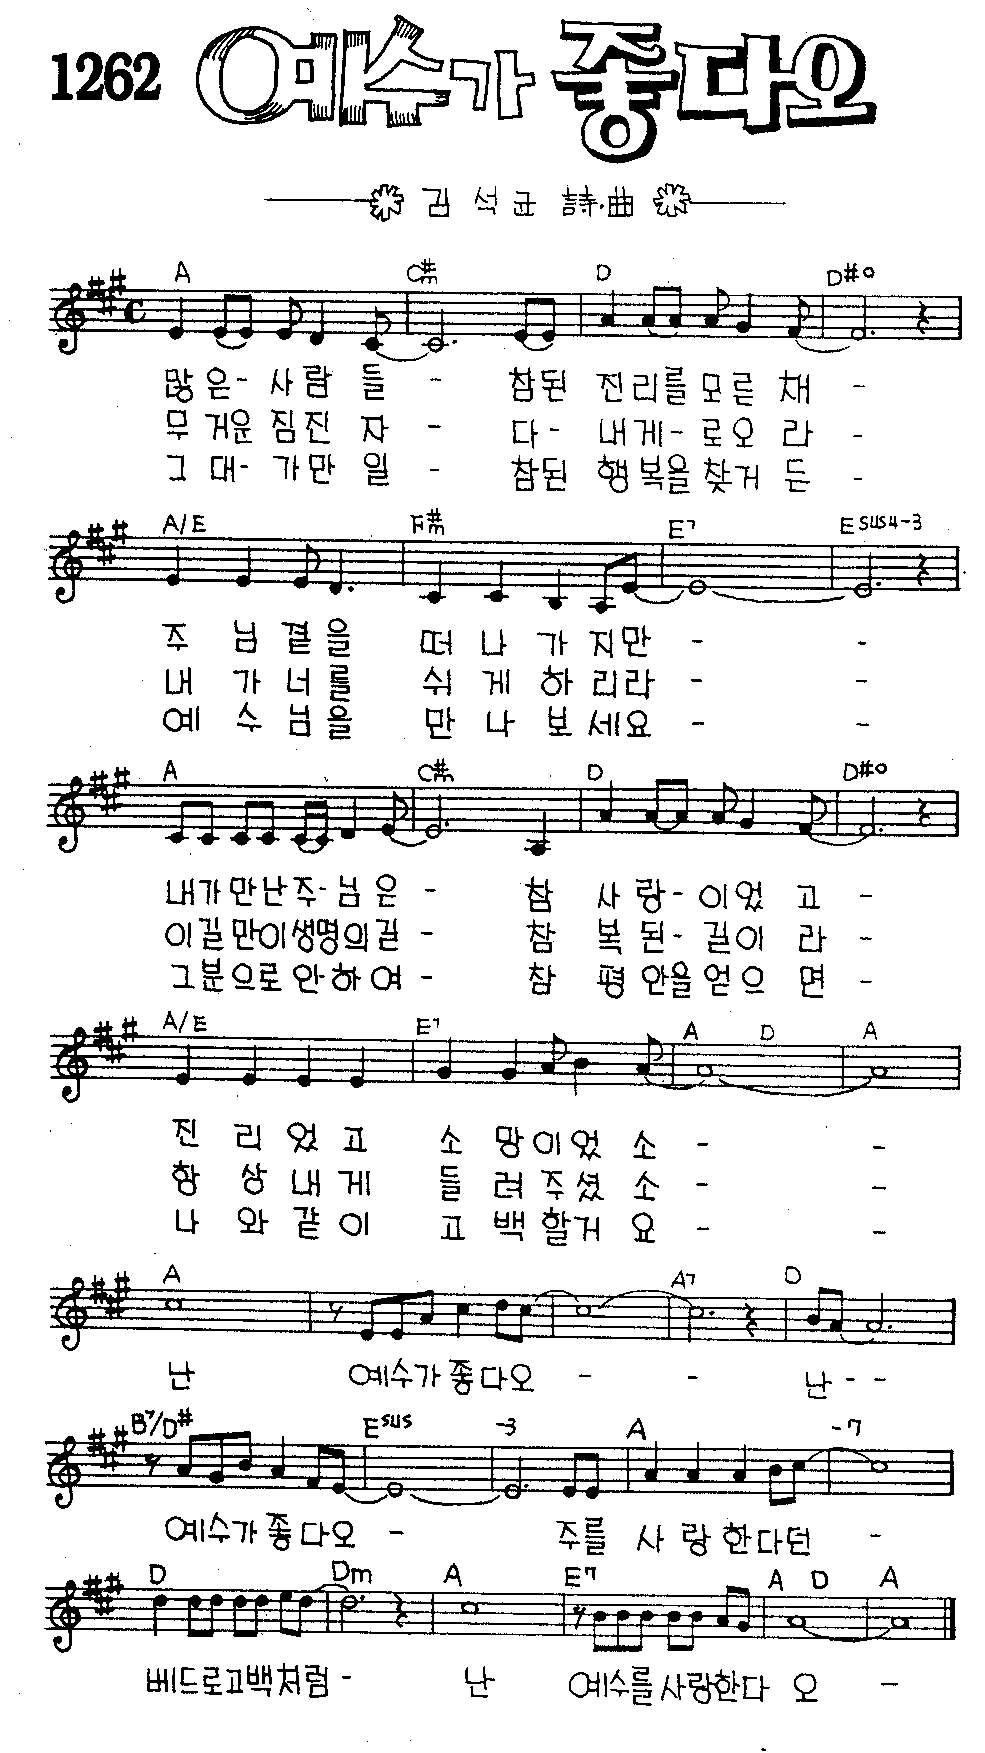 1262 예수가 좋다오
김석균 詩·曲
A C#m D D#o
많은- 사람 들 - 참된 진리를모른 채 -
무 거운 짐진 자 - 다- 내게-로오 라 -
그 대- 가만 일 - 참된 행복을찾거 든 -
A/E F#m E7 Esus4-3
주 님 곁을 떠 나 가 지만 - -
내 가 너를 쉬 게 하 리라 - -
예 수 님을 만 나 보 세요 - -
A C#m D D#o
내가만난주-님은 - 참 사 랑-이었 고 -
이길만이생명의길 - 참 복 된-길이 라 -
그분으로안하여 - 참 평 안을얻으 면 -
A/E E7 A D A
진 리 었 고 소 망이었 소 - -
항 상 내 게 들 려 주셨 소 - -
나 와 같 이 고 백 할거 요 - -
A A7 D
난 예수가좋다오 - - 난- -
B7/D# Esus -3 A -7
예수가좋다오 - 주를 사 랑 한다던 -
D Dm A E7 A D A
베드로고백처럼- 난 예수를사랑한다 오 -